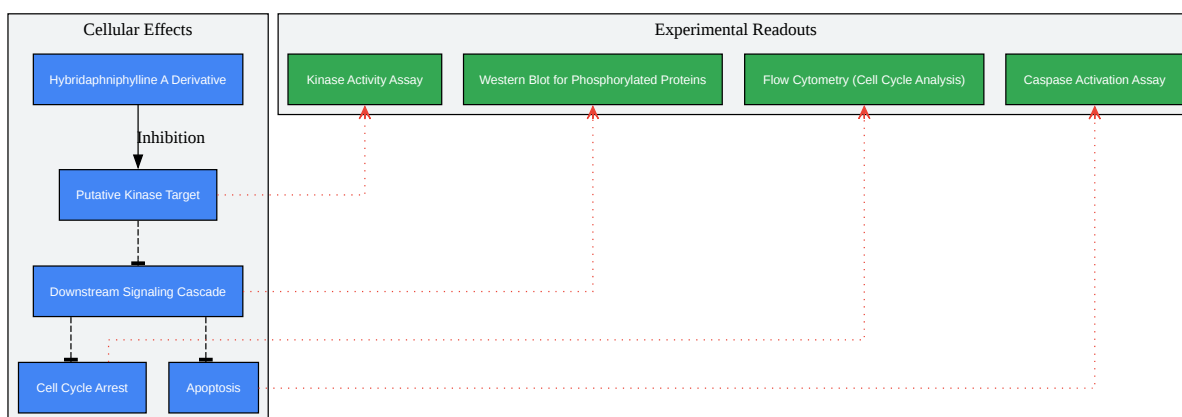 Cellular Effects
Experimental Readouts
Hybridaphniphylline A Derivative
Kinase Activity Assay
Western Blot for Phosphorylated Proteins
Flow Cytometry (Cell Cycle Analysis)
Caspase Activation Assay
Inhibition
Putative Kinase Target
Downstream Signaling Cascade
Cell Cycle Arrest
Apoptosis